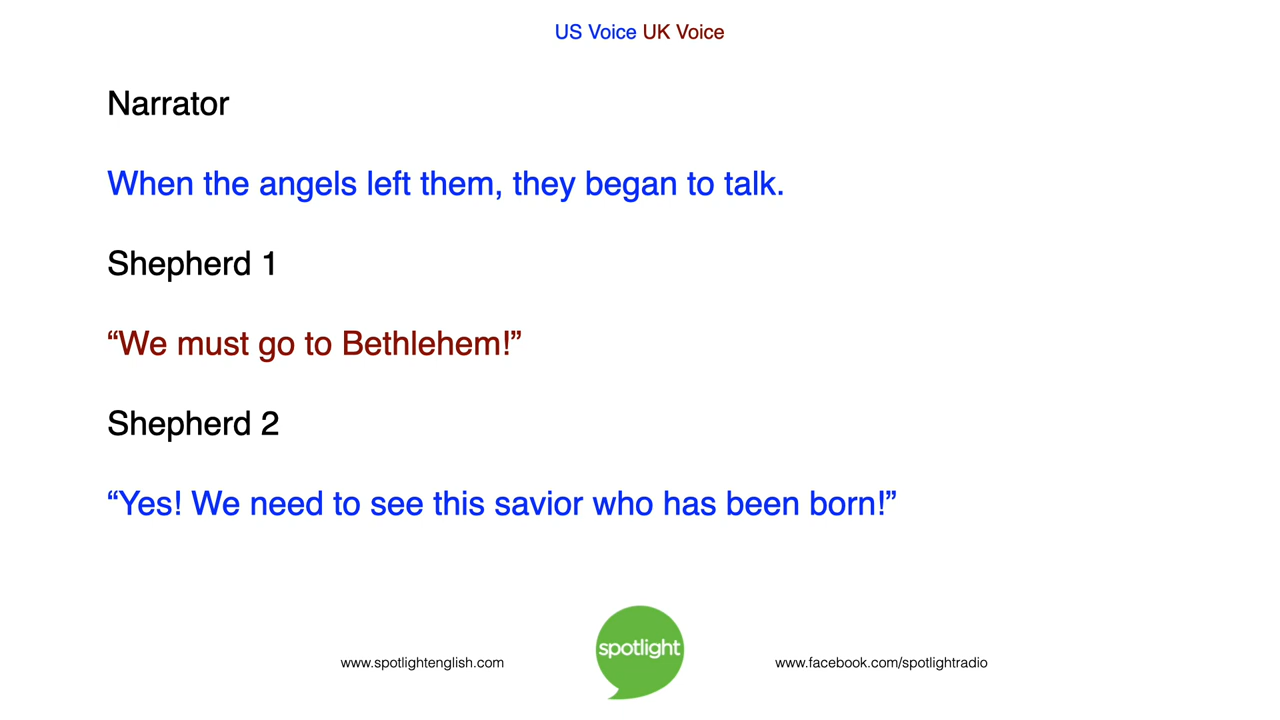 US Voice UK Voice
Narrator
When the angels left them, they began to talk.
Shepherd 1
“We must go to Bethlehem!”
Shepherd 2
“Yes! We need to see this savior who has been born!”
spotlight
www.spotlightenglish.com
www.facebook.com/spotlightradio